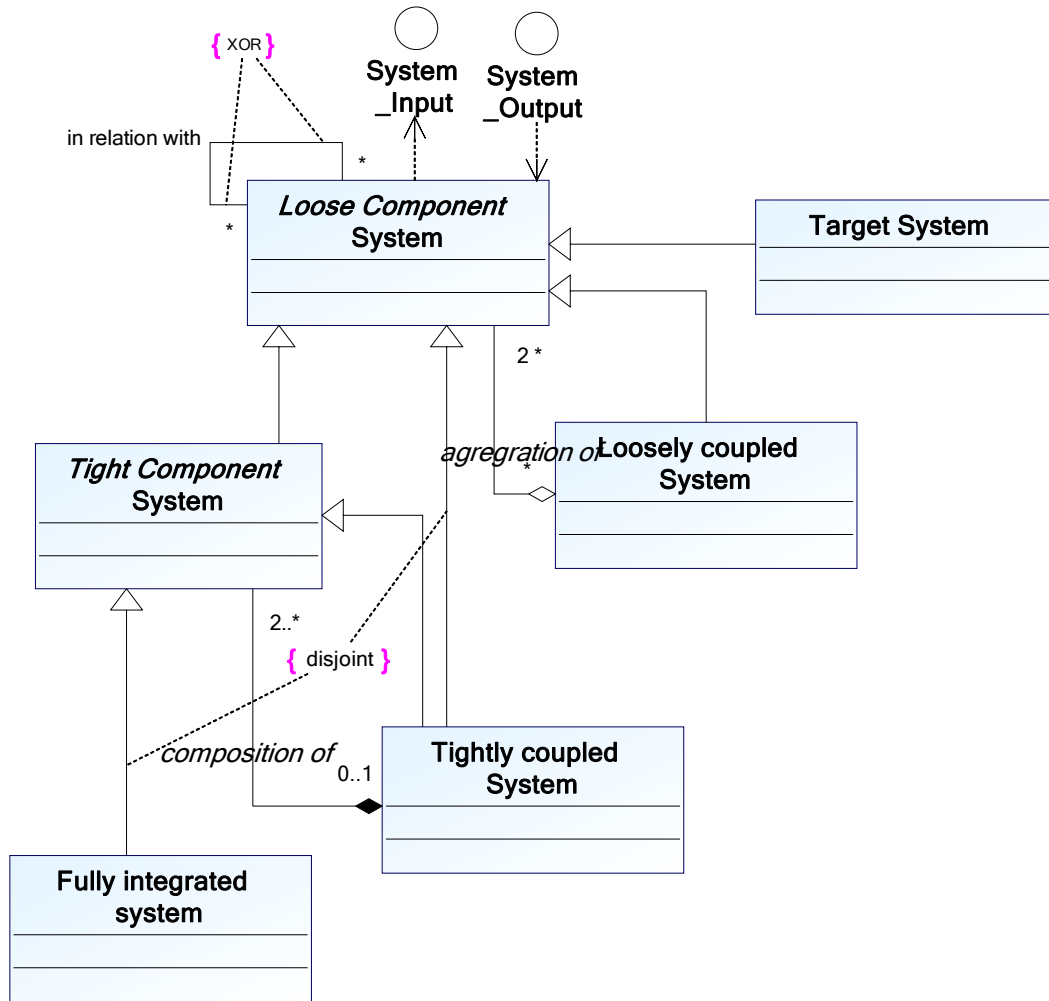 { XOR }
System
_Input
System
_Output
in relation with
*
*
Loose Component
System
Target System
2 *
agregration of
*
Loosely coupled
System
Tight Component
System
2..*
{ disjoint }
composition of
0..1
Tightly coupled
System
Fully integrated
system